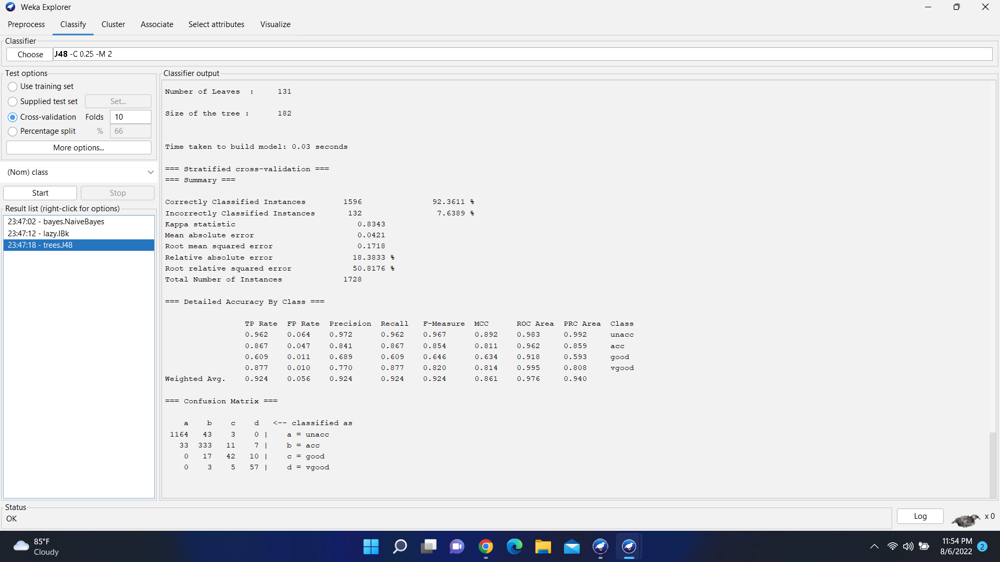 Weka Explorer
Preprocess Classify Cluster Associate Select attributes Visualize
Classifier
Choose J48 -C 0.25 -M 2
Test options
Use training set
Supplied test set Set...
Cross-validation Folds 10
Percentage split % 66
More options...
(Nom) class
Start Stop
Result list (right-click for options)
23:47:02 - bayes.NaiveBayes
23:47:12 - lazy.IBk
23:47:18 - trees.J48
Classifier output
Number of Leaves : 131
Size of the tree : 182
Time taken to build model: 0.03 seconds
=== Stratified cross-validation ===
=== Summary ===
Correctly Classified Instances 1596 92.3611 %
Incorrectly Classified Instances 132 7.6389 %
Kappa statistic 0.8343
Mean absolute error 0.0421
Root mean squared error 0.1718
Relative absolute error 18.3833 %
Root relative squared error 50.8176 %
Total Number of Instances 1728
=== Detailed Accuracy By Class ===
TP Rate FP Rate Precision Recall F-Measure MCC ROC Area PRC Area Class
0.962 0.064 0.972 0.962 0.967 0.892 0.983 0.992 unacc
0.867 0.047 0.841 0.867 0.854 0.811 0.962 0.859 acc
0.609 0.011 0.689 0.609 0.646 0.634 0.918 0.593 good
0.877 0.010 0.770 0.877 0.820 0.814 0.995 0.808 vgood
Weighted Avg. 0.924 0.056 0.924 0.924 0.924 0.861 0.976 0.940
=== Confusion Matrix ===
a b c d <-- classified as
1164 43 3 0 | a = unacc
33 333 11 7 | b = acc
0 17 42 10 | c = good
0 3 5 57 | d = vgood
Status
OK
Log x 0
85°F
Cloudy
11:54 PM
8/6/2022
2